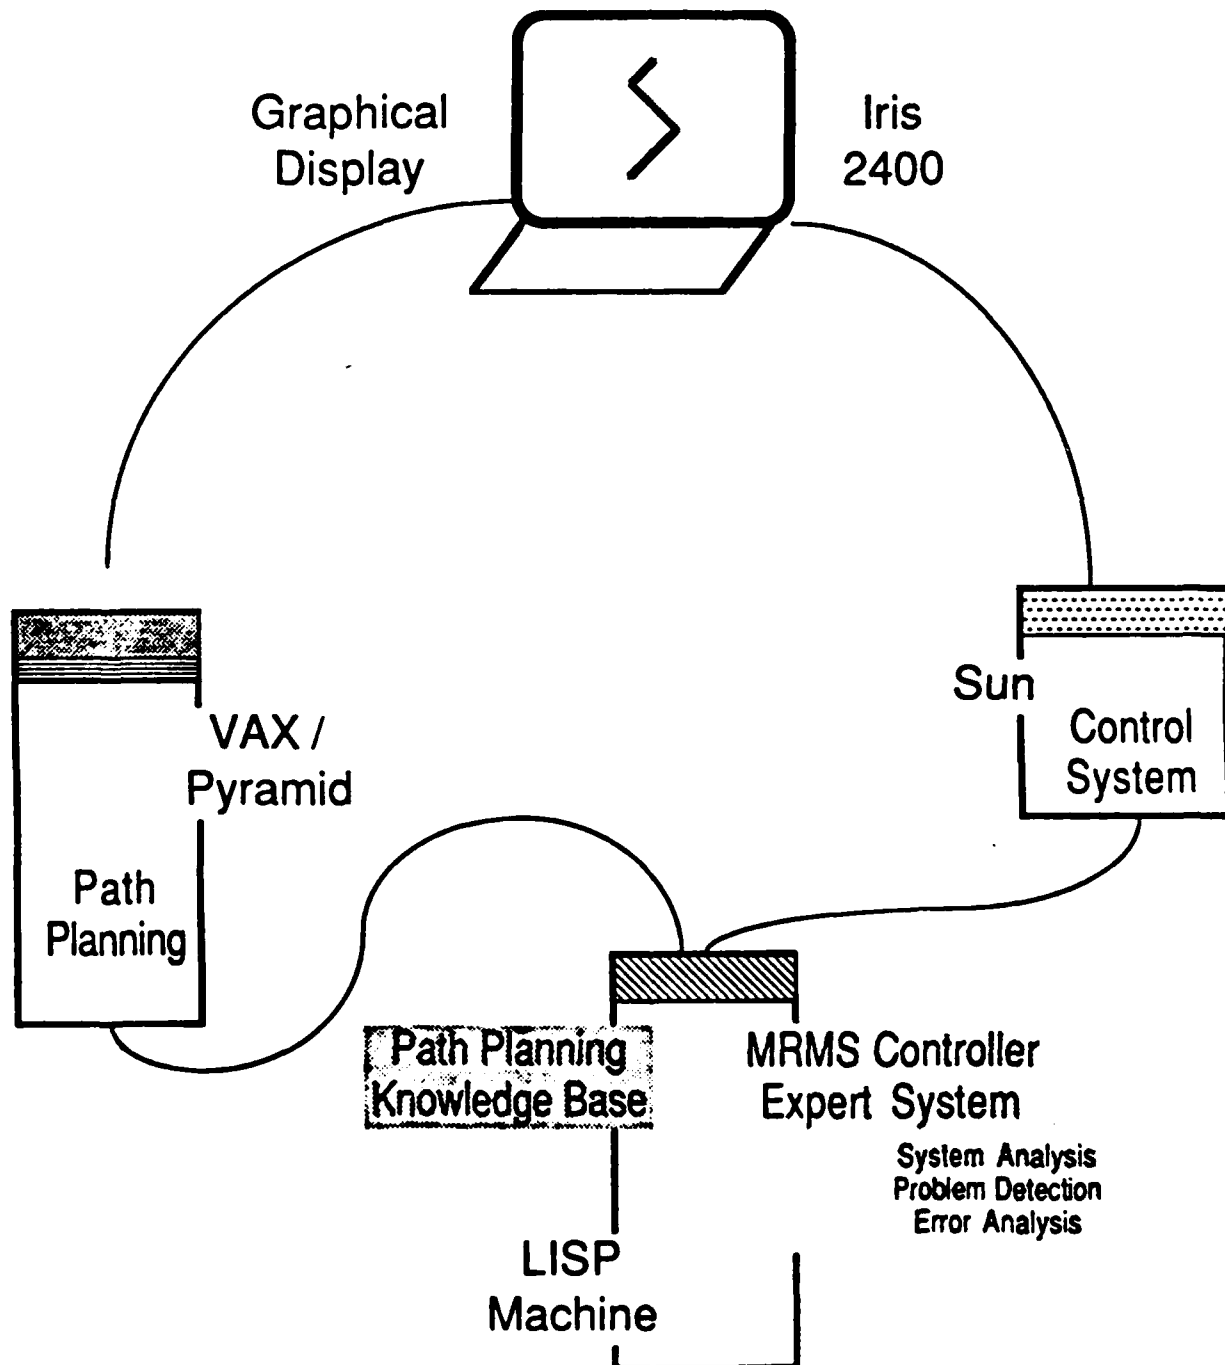 Graphical
Display
Iris
2400
VAX /
Pyramid
Path
Planning
Sun
Control
System
Path Planning
Knowledge Base
MRMS Controller
Expert System
System Analysis
Problem Detection
Error Analysis
LISP
Machine